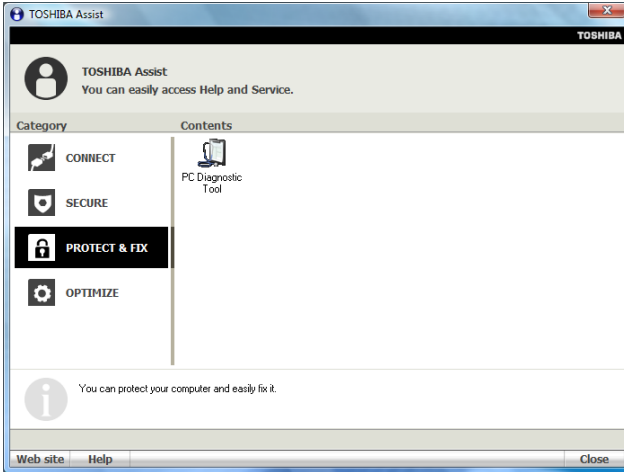 TOSHIBA Assist
TOSHIBA
TOSHIBA Assist
You can easily access Help and Service.
Category
Contents
CONNECT
SECURE
PROTECT & FIX
OPTIMIZE
PC Diagnostic
Tool
You can protect your computer and easily fix it.
Web site Help Close